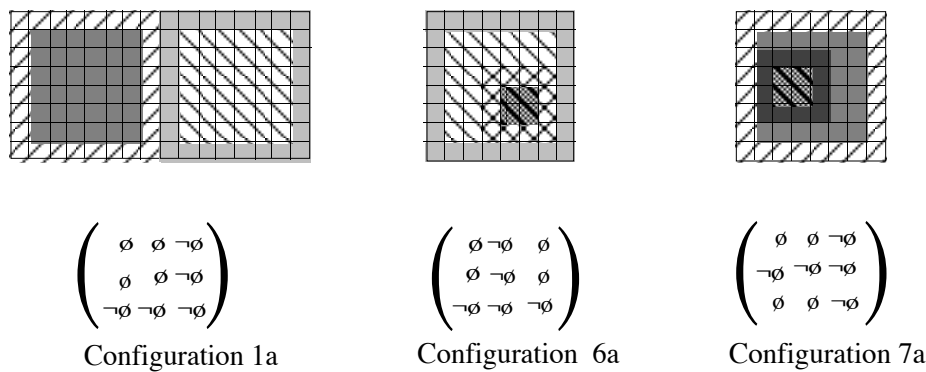 ø ø ¬ø
ø ø ¬ø
¬ø ¬ø ¬ø
Configuration 1a
ø ¬ø ø
ø ¬ø ø
¬ø ¬ø ¬ø
Configuration 6a
ø ø ¬ø
¬ø ¬ø ¬ø
ø ø ¬ø
Configuration 7a